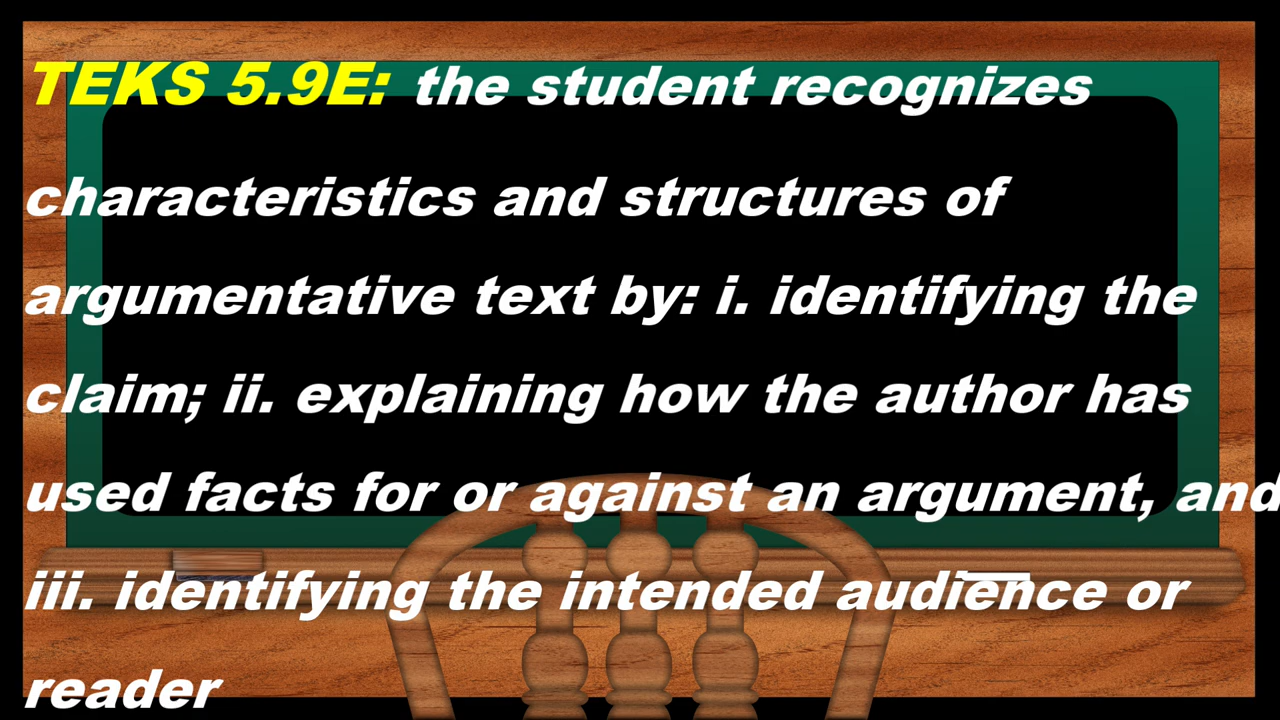 TEKS 5.9E: the student recognizes
characteristics and structures of
argumentative text by: i. identifying the
claim; ii. explaining how the author has
used facts for or against an argument, and
iii. identifying the intended audience or
reader